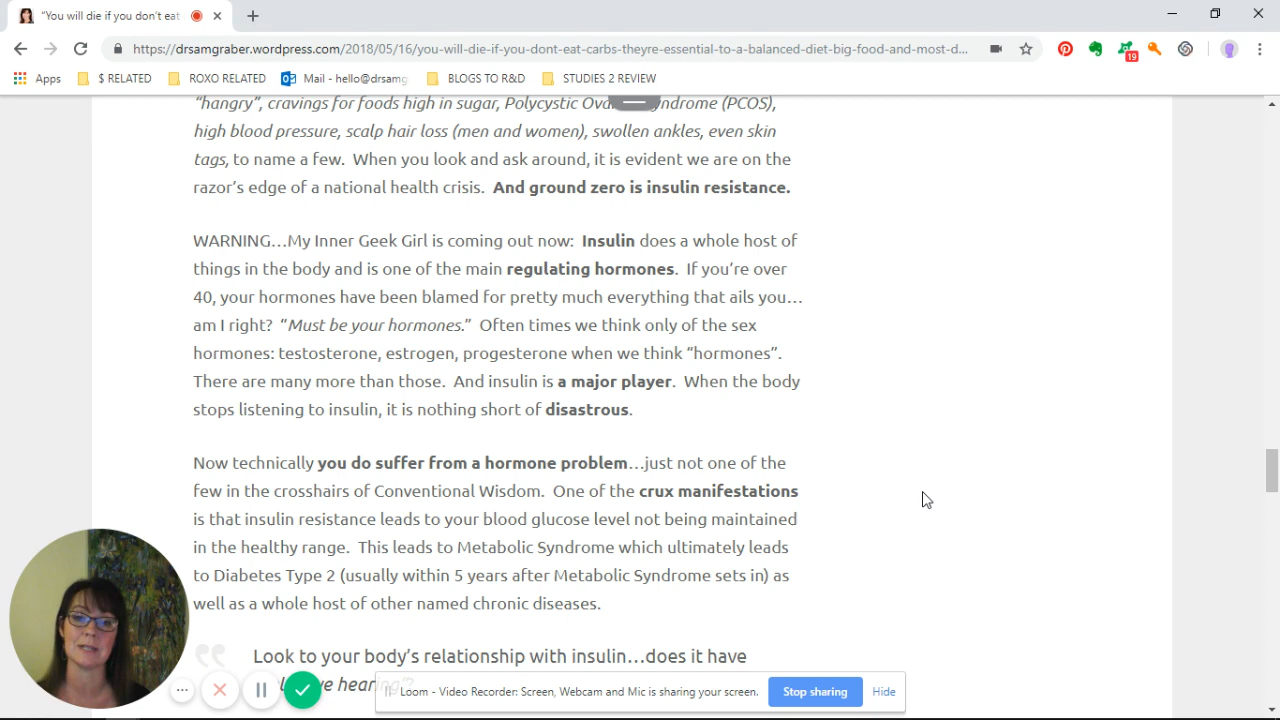 "You will die if you don't eat
https://drsamgraber.wordpress.com/2018/05/16/you-will-die-if-you-dont-eat-carbs-theyre-essential-to-a-balanced-diet-big-food-and-most-d...
19
Apps $ RELATED ROXO RELATED Mail - hello@drsamg BLOGS TO R&D STUDIES 2 REVIEW
"hangry", cravings for foods high in sugar, Polycystic Syndrome (PCOS),
high blood pressure, scalp hair loss (men and women), swollen ankles, even skin
tags, to name a few. When you look and ask around, it is evident we are on the
razor's edge of a national health crisis. And ground zero is insulin resistance.
WARNING…My Inner Geek Girl is coming out now: Insulin does a whole host of
things in the body and is one of the main regulating hormones. If you're over
40, your hormones have been blamed for pretty much everything that ails you…
am I right? "Must be your hormones." Often times we think only of the sex
hormones: testosterone, estrogen, progesterone when we think "hormones".
There are many more than those. And insulin is a major player. When the body
stops listening to insulin, it is nothing short of disastrous.
Now technically you do suffer from a hormone problem…just not one of the
few in the crosshairs of Conventional Wisdom. One of the crux manifestations
is that insulin resistance leads to your blood glucose level not being maintained
in the healthy range. This leads to Metabolic Syndrome which ultimately leads
to Diabetes Type 2 (usually within 5 years after Metabolic Syndrome sets in) as
well as a whole host of other named chronic diseases.
Look to your body's relationship with insulin…does it have
hearing'?
Loom - Video Recorder: Screen, Webcam and Mic is sharing your screen. Stop sharing Hide